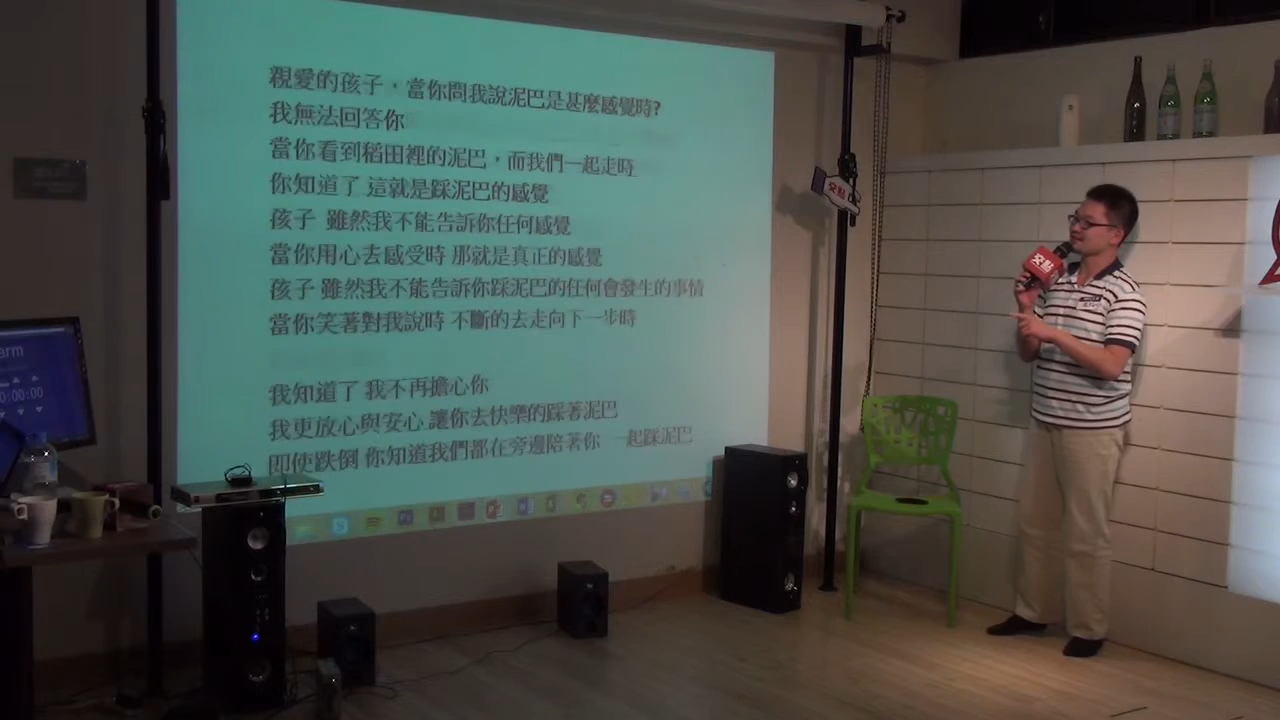 親愛的孩子，當你問我說泥巴是甚麼感覺時?
我無法回答你
當你看到稻田裡的泥巴，而我們一起走時
你知道了 這就是踩泥巴的感覺
孩子 雖然我不能告訴你任何感覺
當你用心去感受時 那就是真正的感覺
孩子 雖然我不能告訴你踩泥巴的任何會發生的事情
當你笑著對我說時 不斷的去走向下一步時
我知道了 我不再擔心你
我更放心與安心 讓你去快樂的踩著泥巴
即使跌倒 你知道我們都在旁邊陪著你 一起踩泥巴
交點
交點